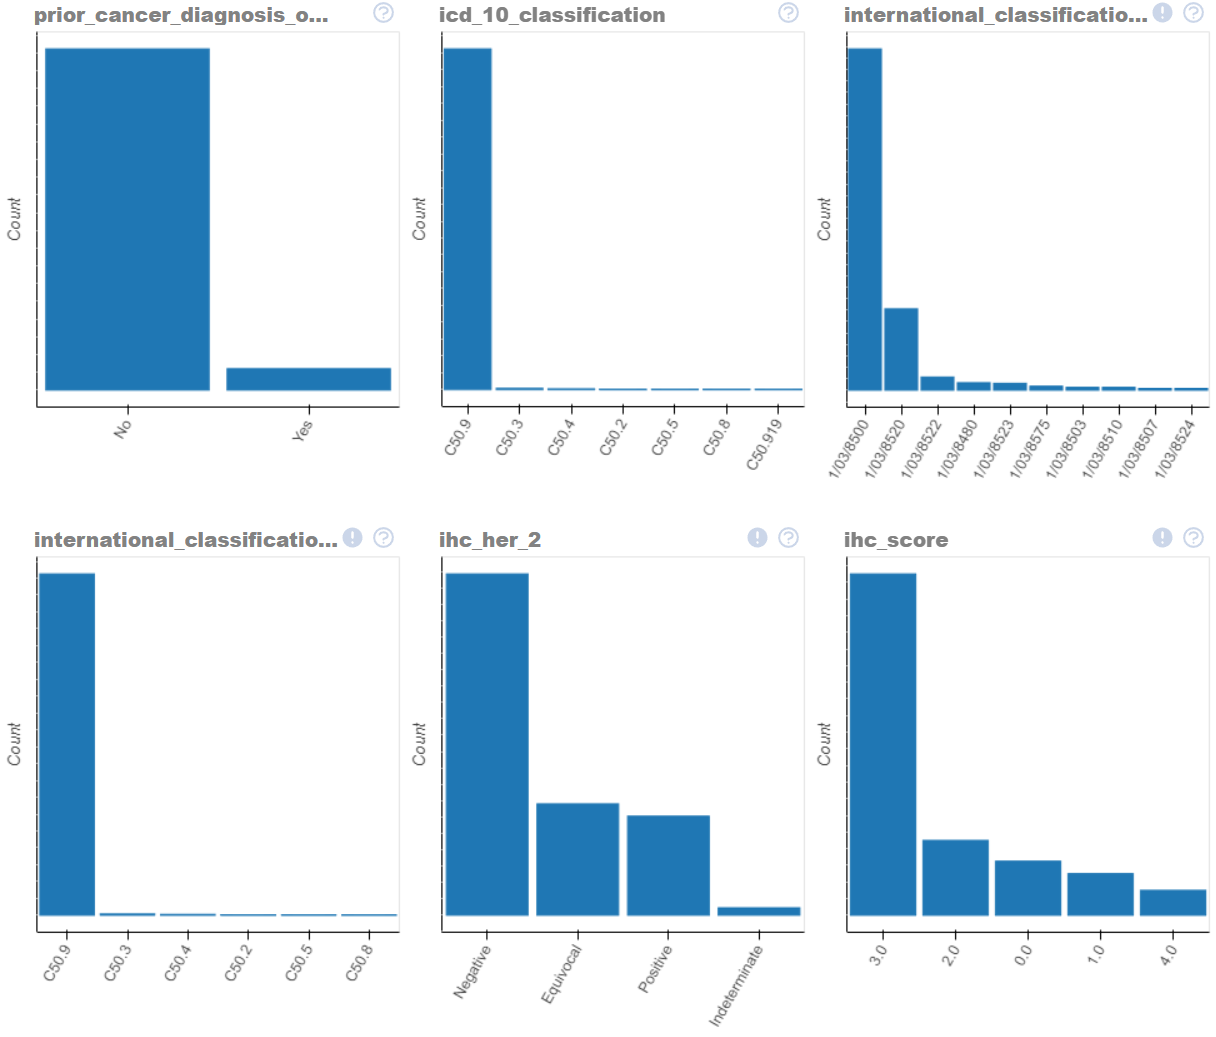 prior_cancer_diagnosis_o...
icd_10_classification
international_classificatio...
Count
No
Yes
Count
C50.9
C50.3
C50.4
C50.2
C50.5
C50.8
C50.919
Count
1/03/8500
1/03/8520
1/03/8522
1/03/8480
1/03/8523
1/03/8575
1/03/8503
1/03/8510
1/03/8507
1/03/8524
international_classificatio...
ihc_her_2
ihc_score
Count
C50.9
C50.3
C50.4
C50.2
C50.5
C50.8
Count
Negative
Equivocal
Positive
Indeterminate
Count
3.0
2.0
0.0
1.0
4.0